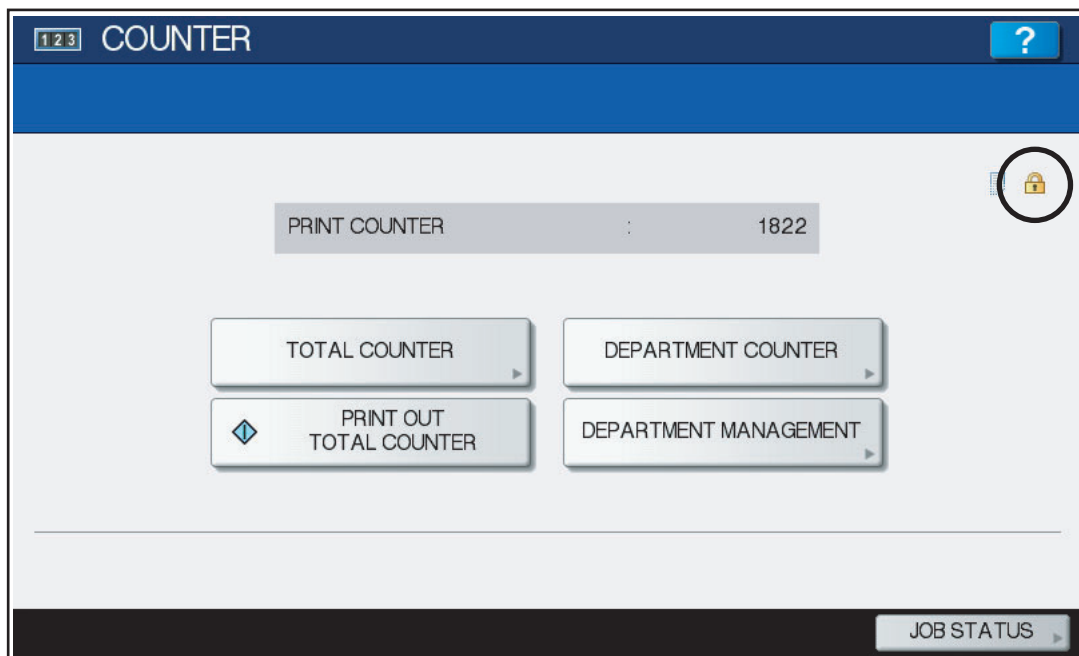 123 COUNTER ?
PRINT COUNTER : 1822
TOTAL COUNTER
DEPARTMENT COUNTER
PRINT OUT
TOTAL COUNTER
DEPARTMENT MANAGEMENT
JOB STATUS